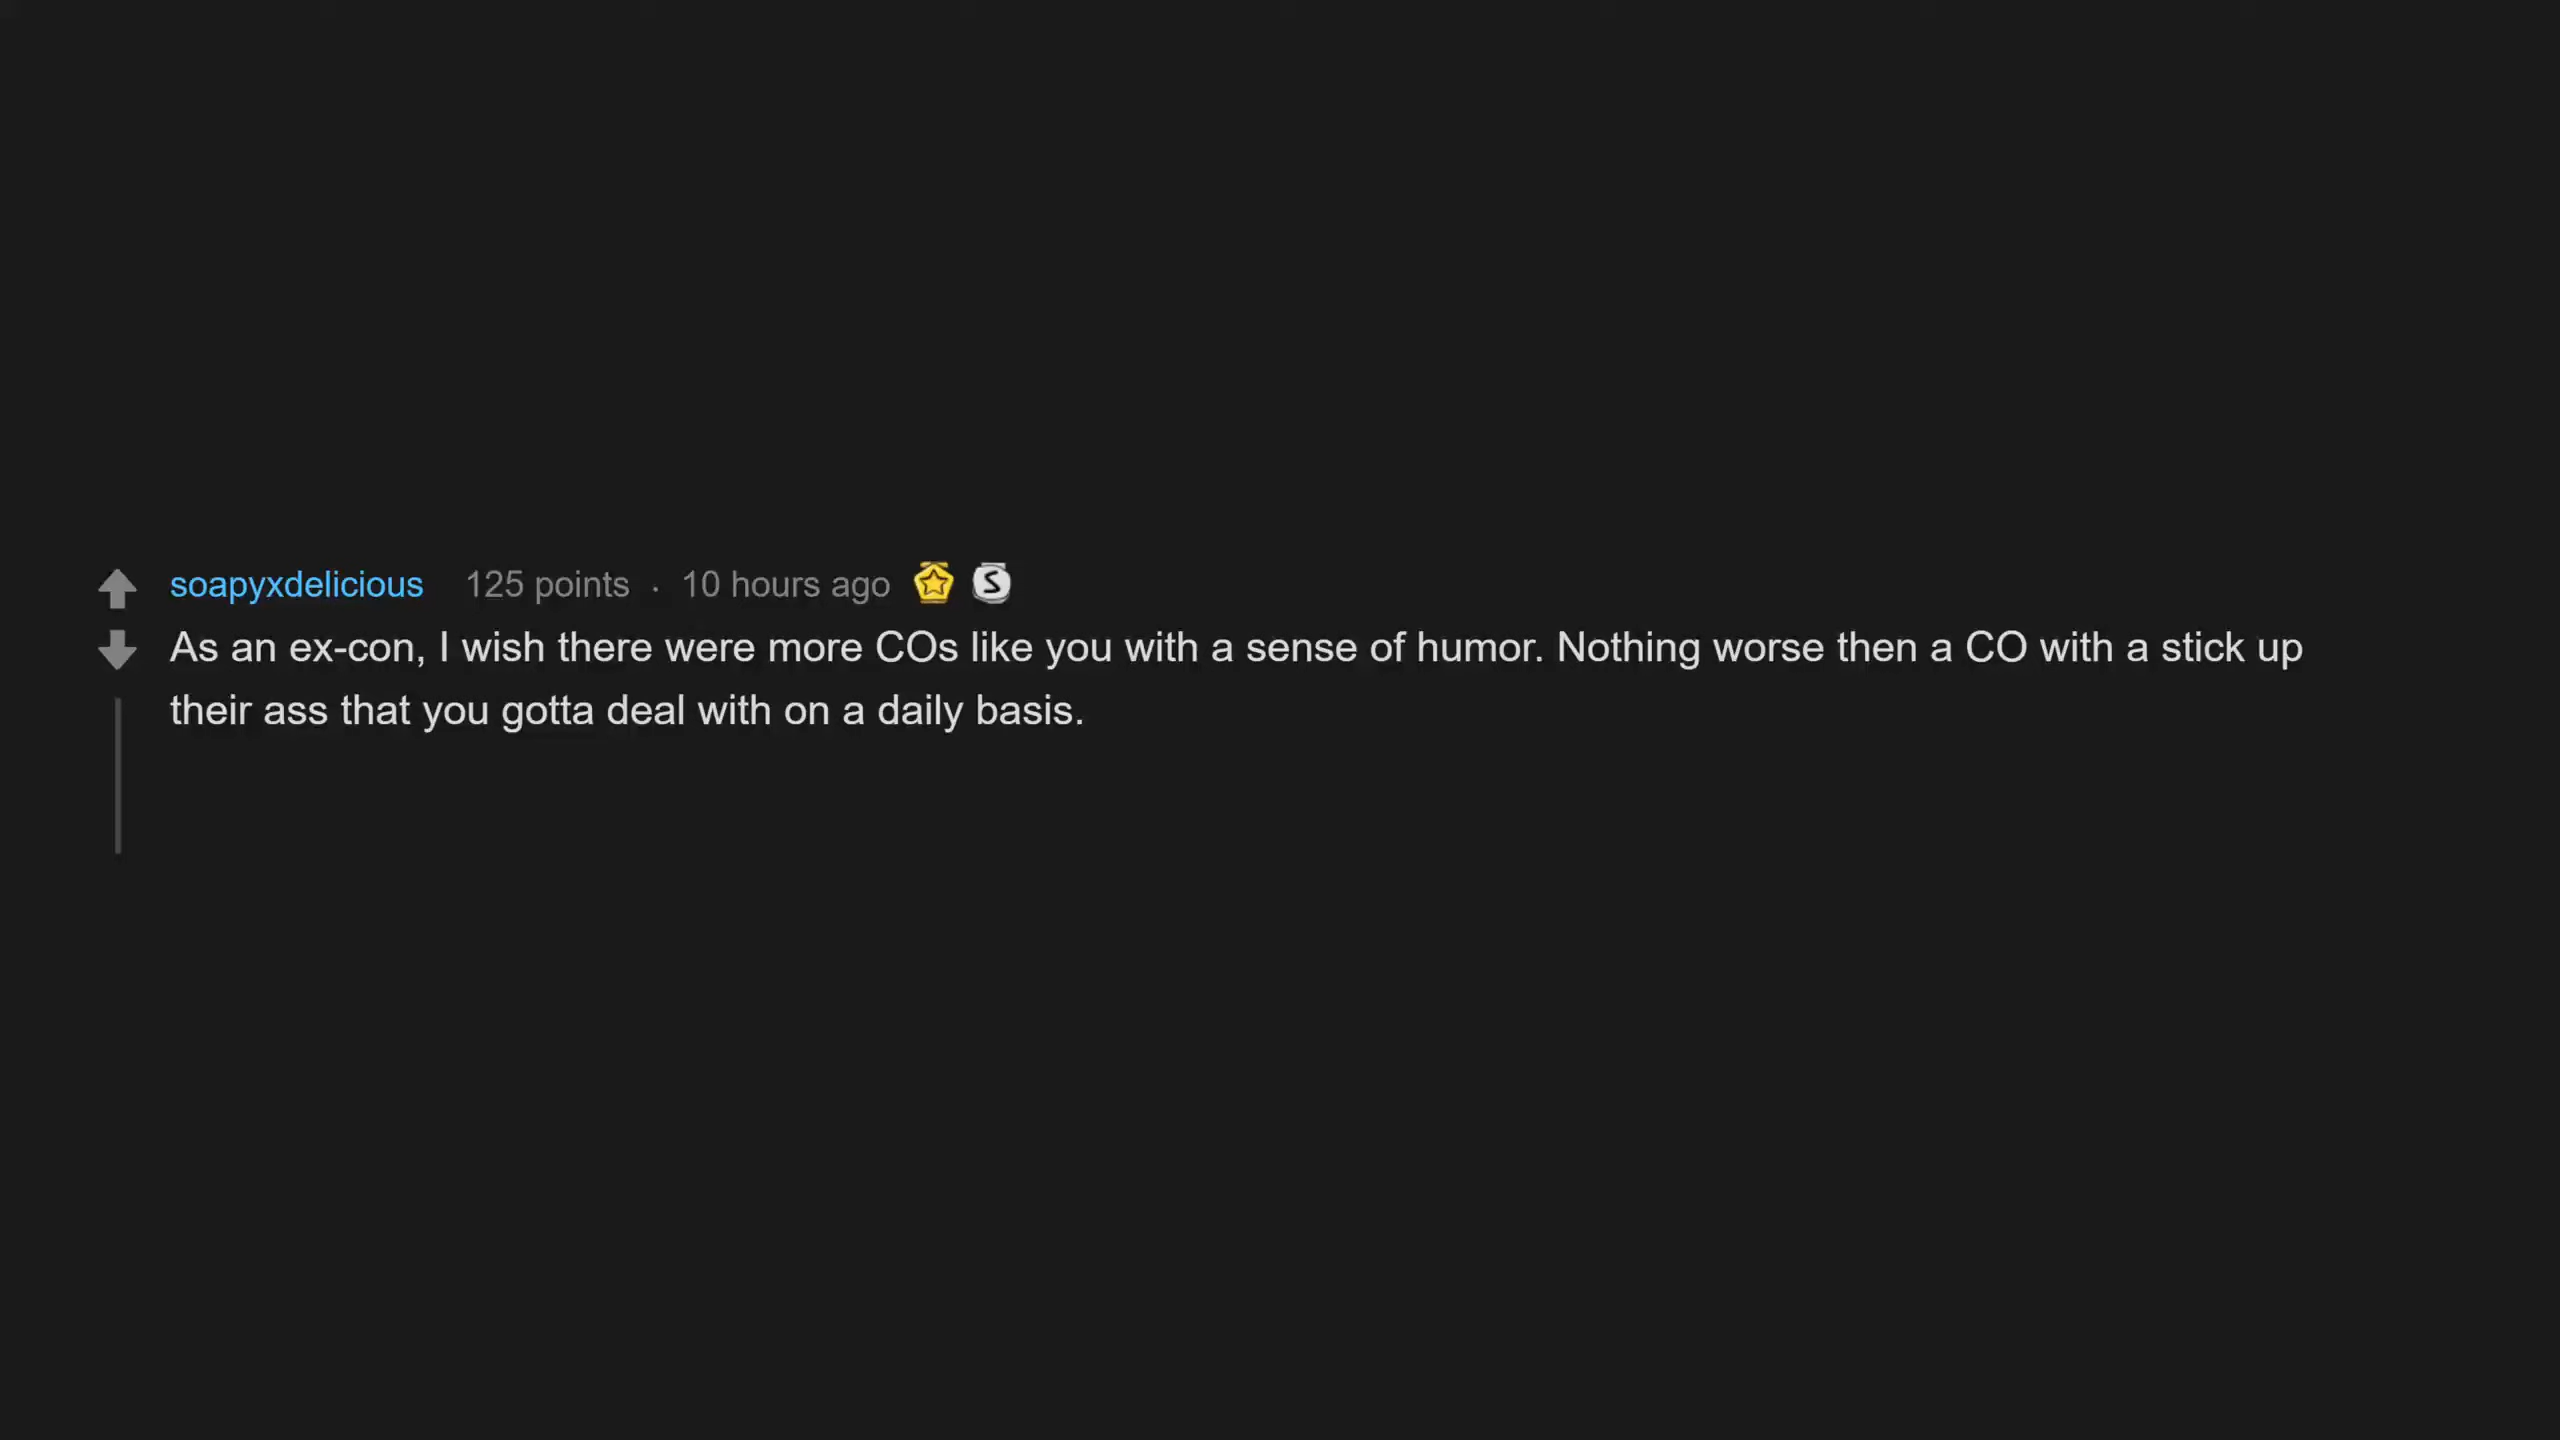 soapyxdelicious 125 points · 10 hours ago S
As an ex-con, I wish there were more COs like you with a sense of humor. Nothing worse then a CO with a stick up
their ass that you gotta deal with on a daily basis.